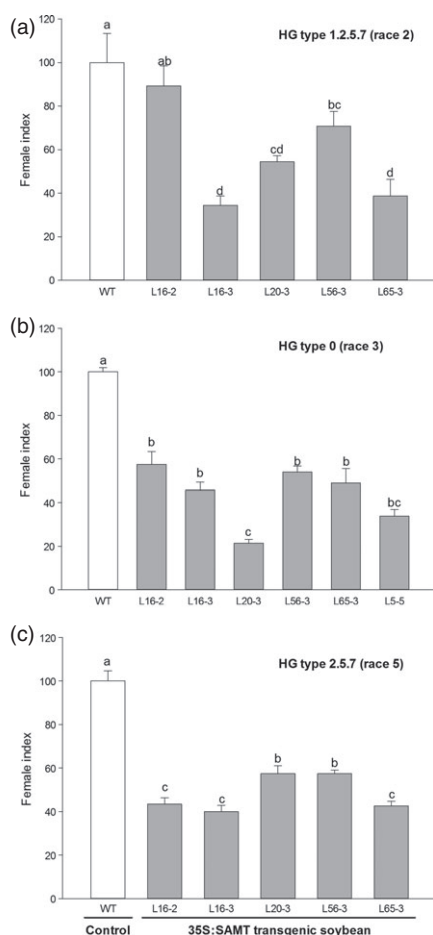 (a)
HG type 1.2.5.7 (race 2)
Female index
120
100
80
60
40
20
0
a
ab
d
cd
bc
d
WT L16-2 L16-3 L20-3 L56-3 L65-3
(b)
HG type 0 (race 3)
Female index
120
100
80
60
40
20
0
a
b
b
c
b
b
bc
WT L16-2 L16-3 L20-3 L56-3 L65-3 L5-5
(c)
HG type 2.5.7 (race 5)
Female index
120
100
80
60
40
20
0
a
c
c
b
b
c
WT L16-2 L16-3 L20-3 L56-3 L65-3
Control 35S:SAMT transgenic soybean